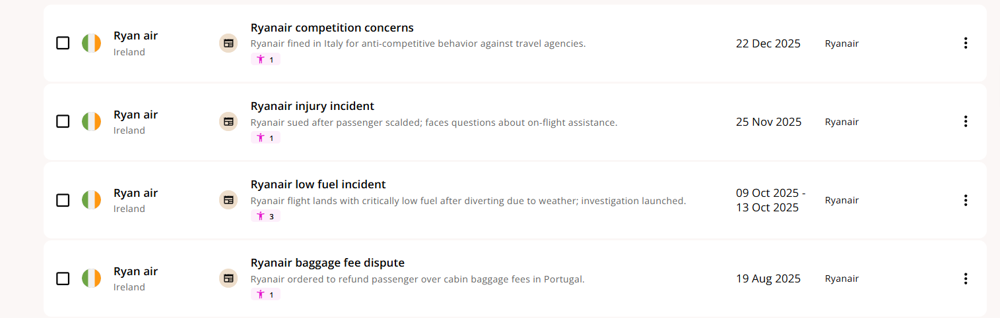 Ryan air
Ireland
Ryanair competition concerns
Ryanair fined in Italy for anti-competitive behavior against travel agencies.
1
22 Dec 2025
Ryanair
Ryan air
Ireland
Ryanair injury incident
Ryanair sued after passenger scalded; faces questions about on-flight assistance.
1
25 Nov 2025
Ryanair
Ryan air
Ireland
Ryanair low fuel incident
Ryanair flight lands with critically low fuel after diverting due to weather; investigation launched.
3
09 Oct 2025 -
13 Oct 2025
Ryanair
Ryan air
Ireland
Ryanair baggage fee dispute
Ryanair ordered to refund passenger over cabin baggage fees in Portugal.
1
19 Aug 2025
Ryanair